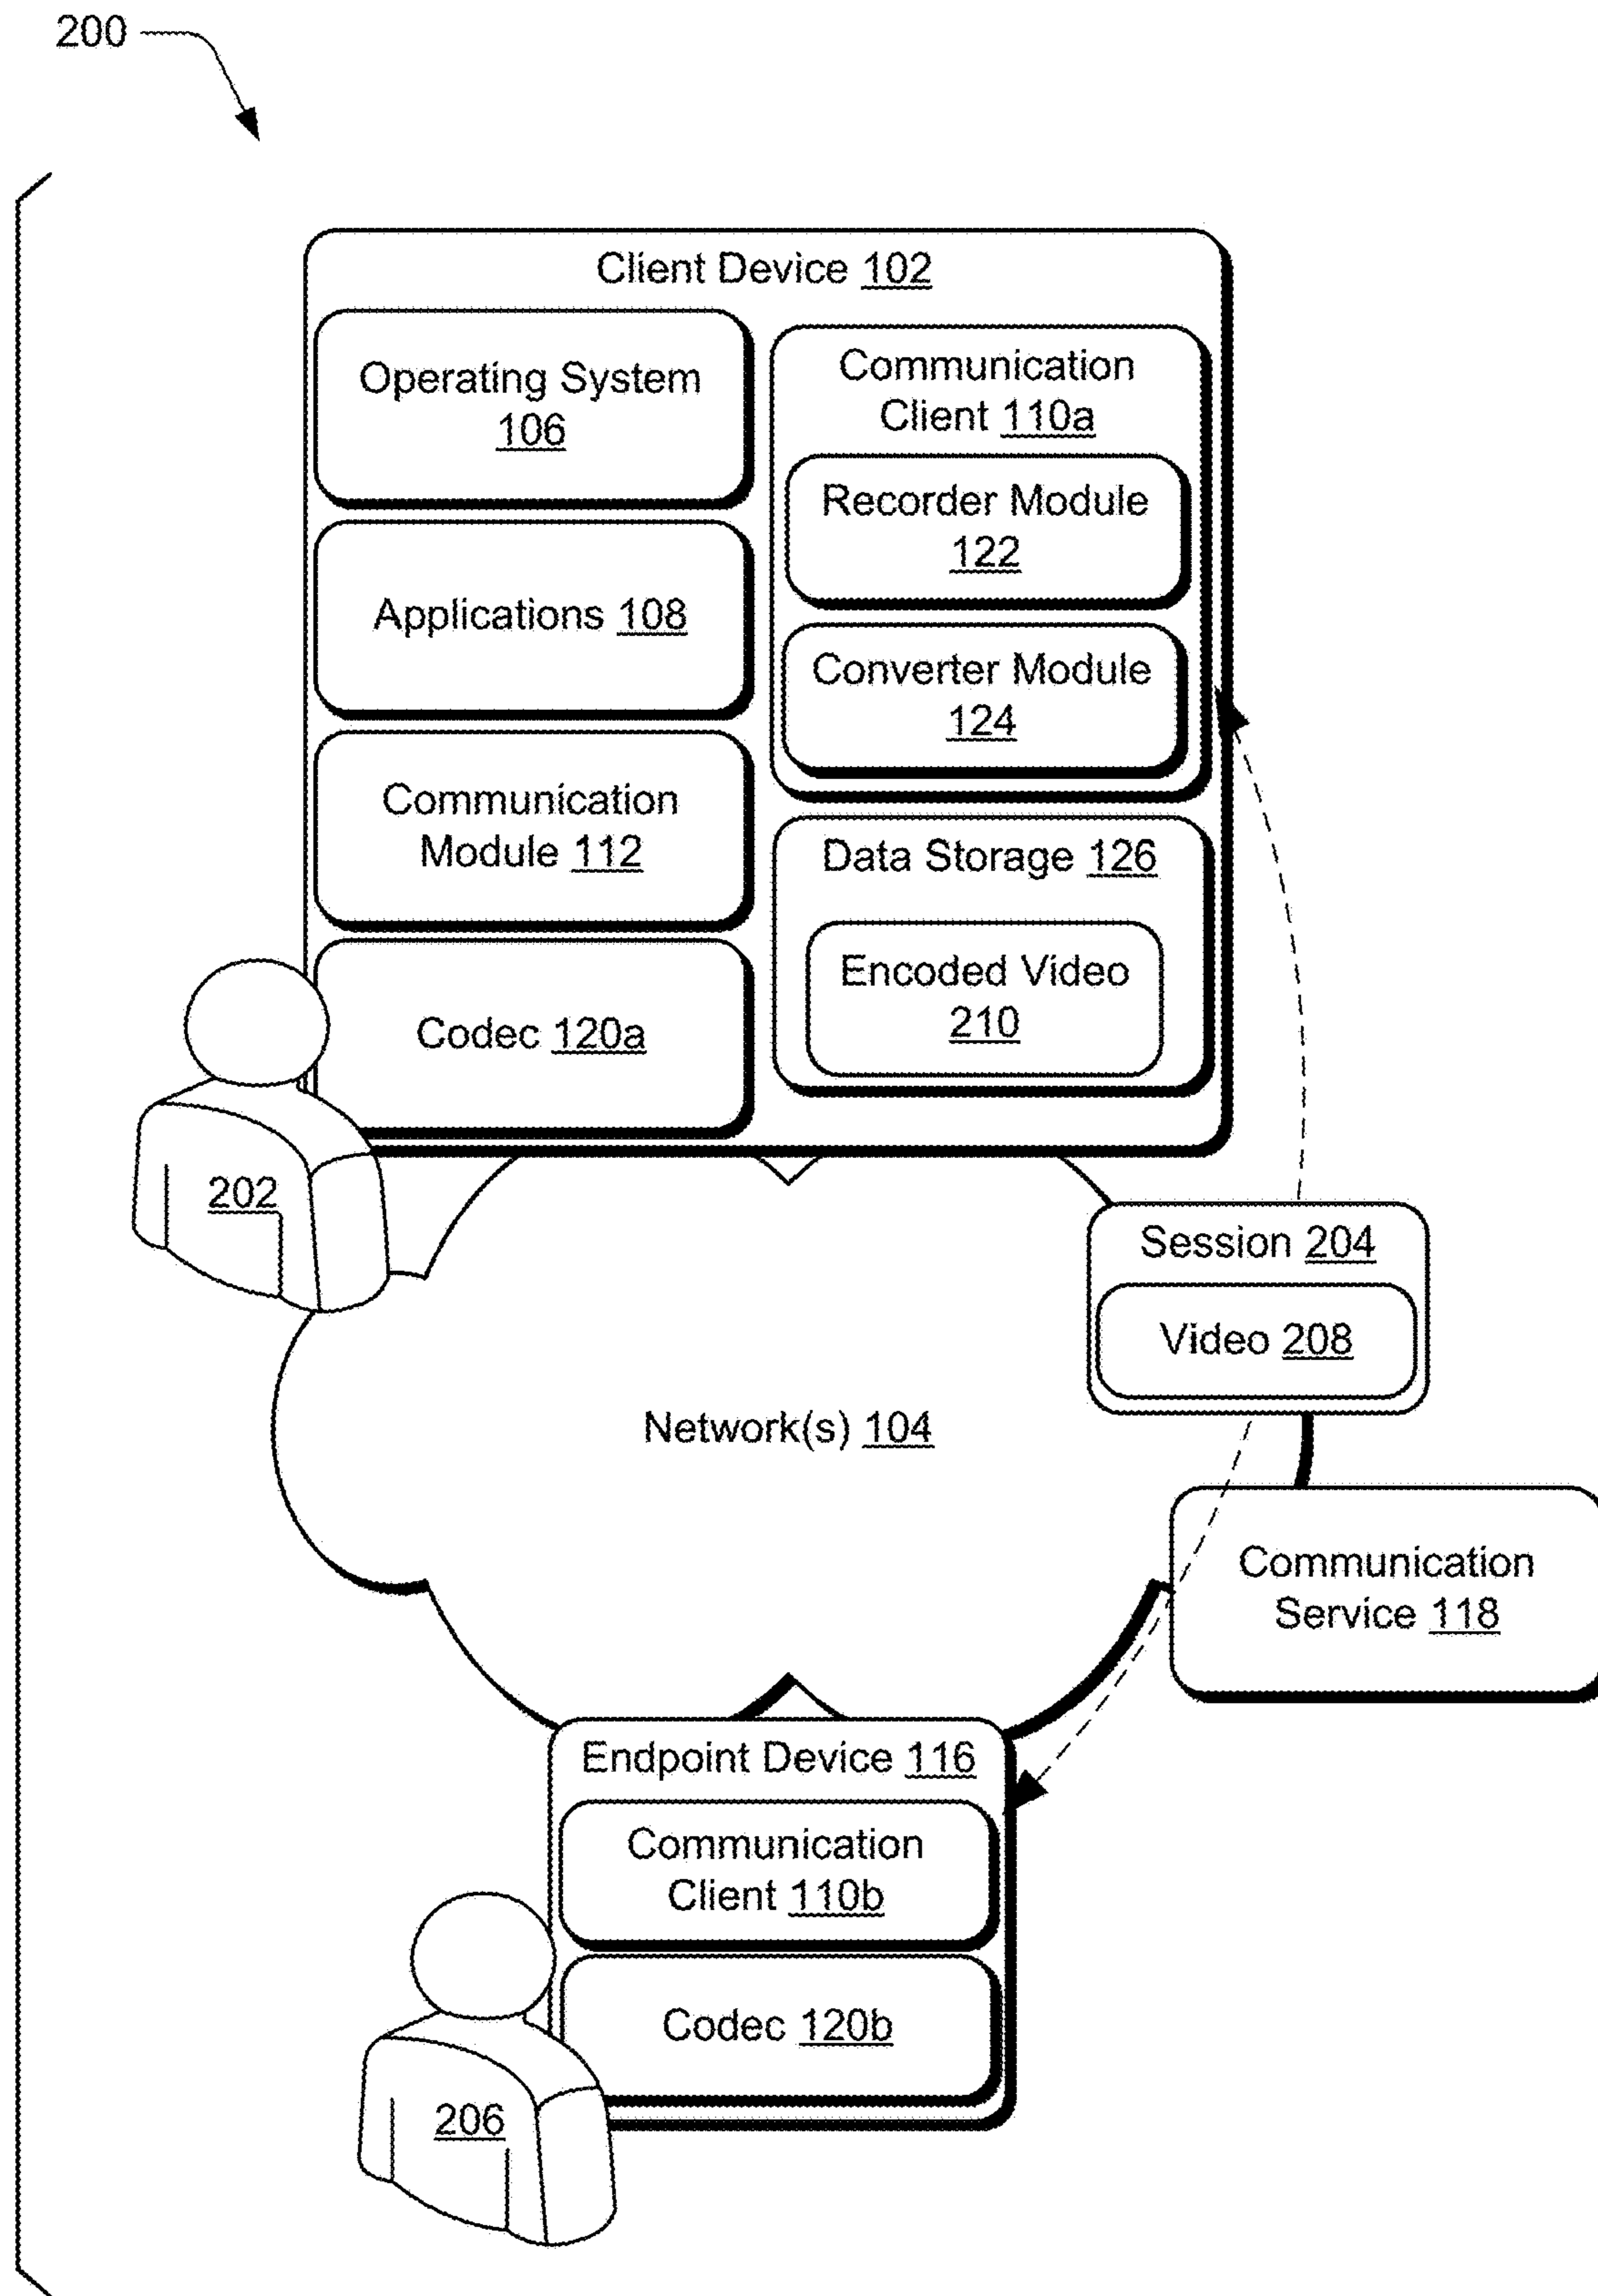 200
Client Device 102
Operating System
106
Applications 108
Communication
Module 112
Codec 120a
Communication
Client 110a
Recorder Module
122
Converter Module
124
Data Storage 126
Encoded Video
210
202
Session 204
Video 208
Network(s) 104
Communication
Service 118
Endpoint Device 116
Communication
Client 110b
Codec 120b
206